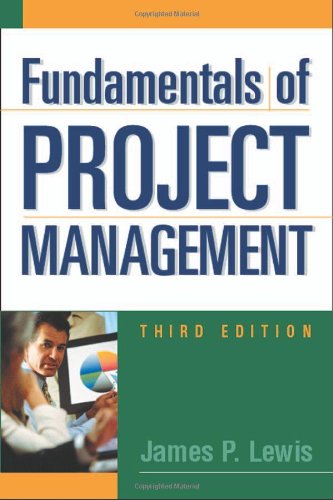 Fundamentals of
PROJECT
MANAGEMENT
THIRD EDITION
James P. Lewis